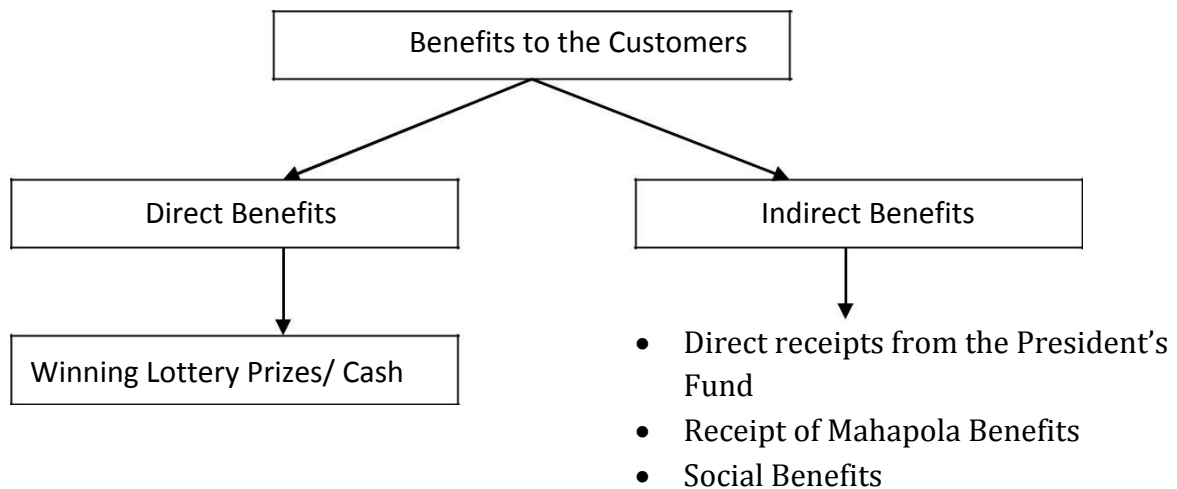 Benefits to the Customers
Direct Benefits
Indirect Benefits
Winning Lottery Prizes/ Cash
• Direct receipts from the President’s
Fund
• Receipt of Mahapola Benefits
• Social Benefits